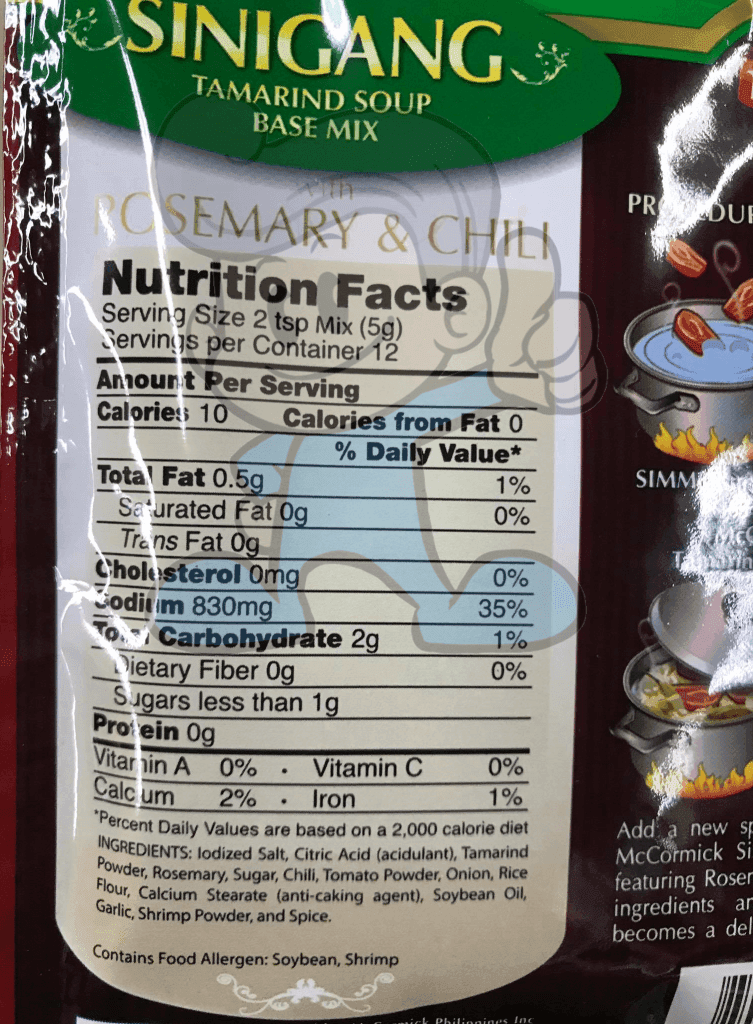 SINIGANG
TAMARIND SOUP
BASE MIX
with
ROSEMARY & CHILI
Nutrition Facts
Serving Size 2 tsp Mix (5g)
Servings per Container 12
Amount Per Serving
Calories 10 Calories from Fat 0
% Daily Value*
Total Fat 0.5g 1%
Saturated Fat 0g 0%
Trans Fat 0g
Cholesterol 0mg 0%
Sodium 830mg 35%
Total Carbohydrate 2g 1%
Dietary Fiber 0g 0%
Sugars less than 1g
Protein 0g
Vitamin A 0% • Vitamin C 0%
Calcium 2% • Iron 1%
*Percent Daily Values are based on a 2,000 calorie diet
INGREDIENTS: Iodized Salt, Citric Acid (acidulant), Tamarind
Powder, Rosemary, Sugar, Chili, Tomato Powder, Onion, Rice
Flour, Calcium Stearate (anti-caking agent), Soybean Oil,
Garlic, Shrimp Powder, and Spice.
Contains Food Allergen: Soybean, Shrimp
SIMM
Add a new sp
McCormick Si
featuring Roser
ingredients ar
becomes a del
Philippines Inc